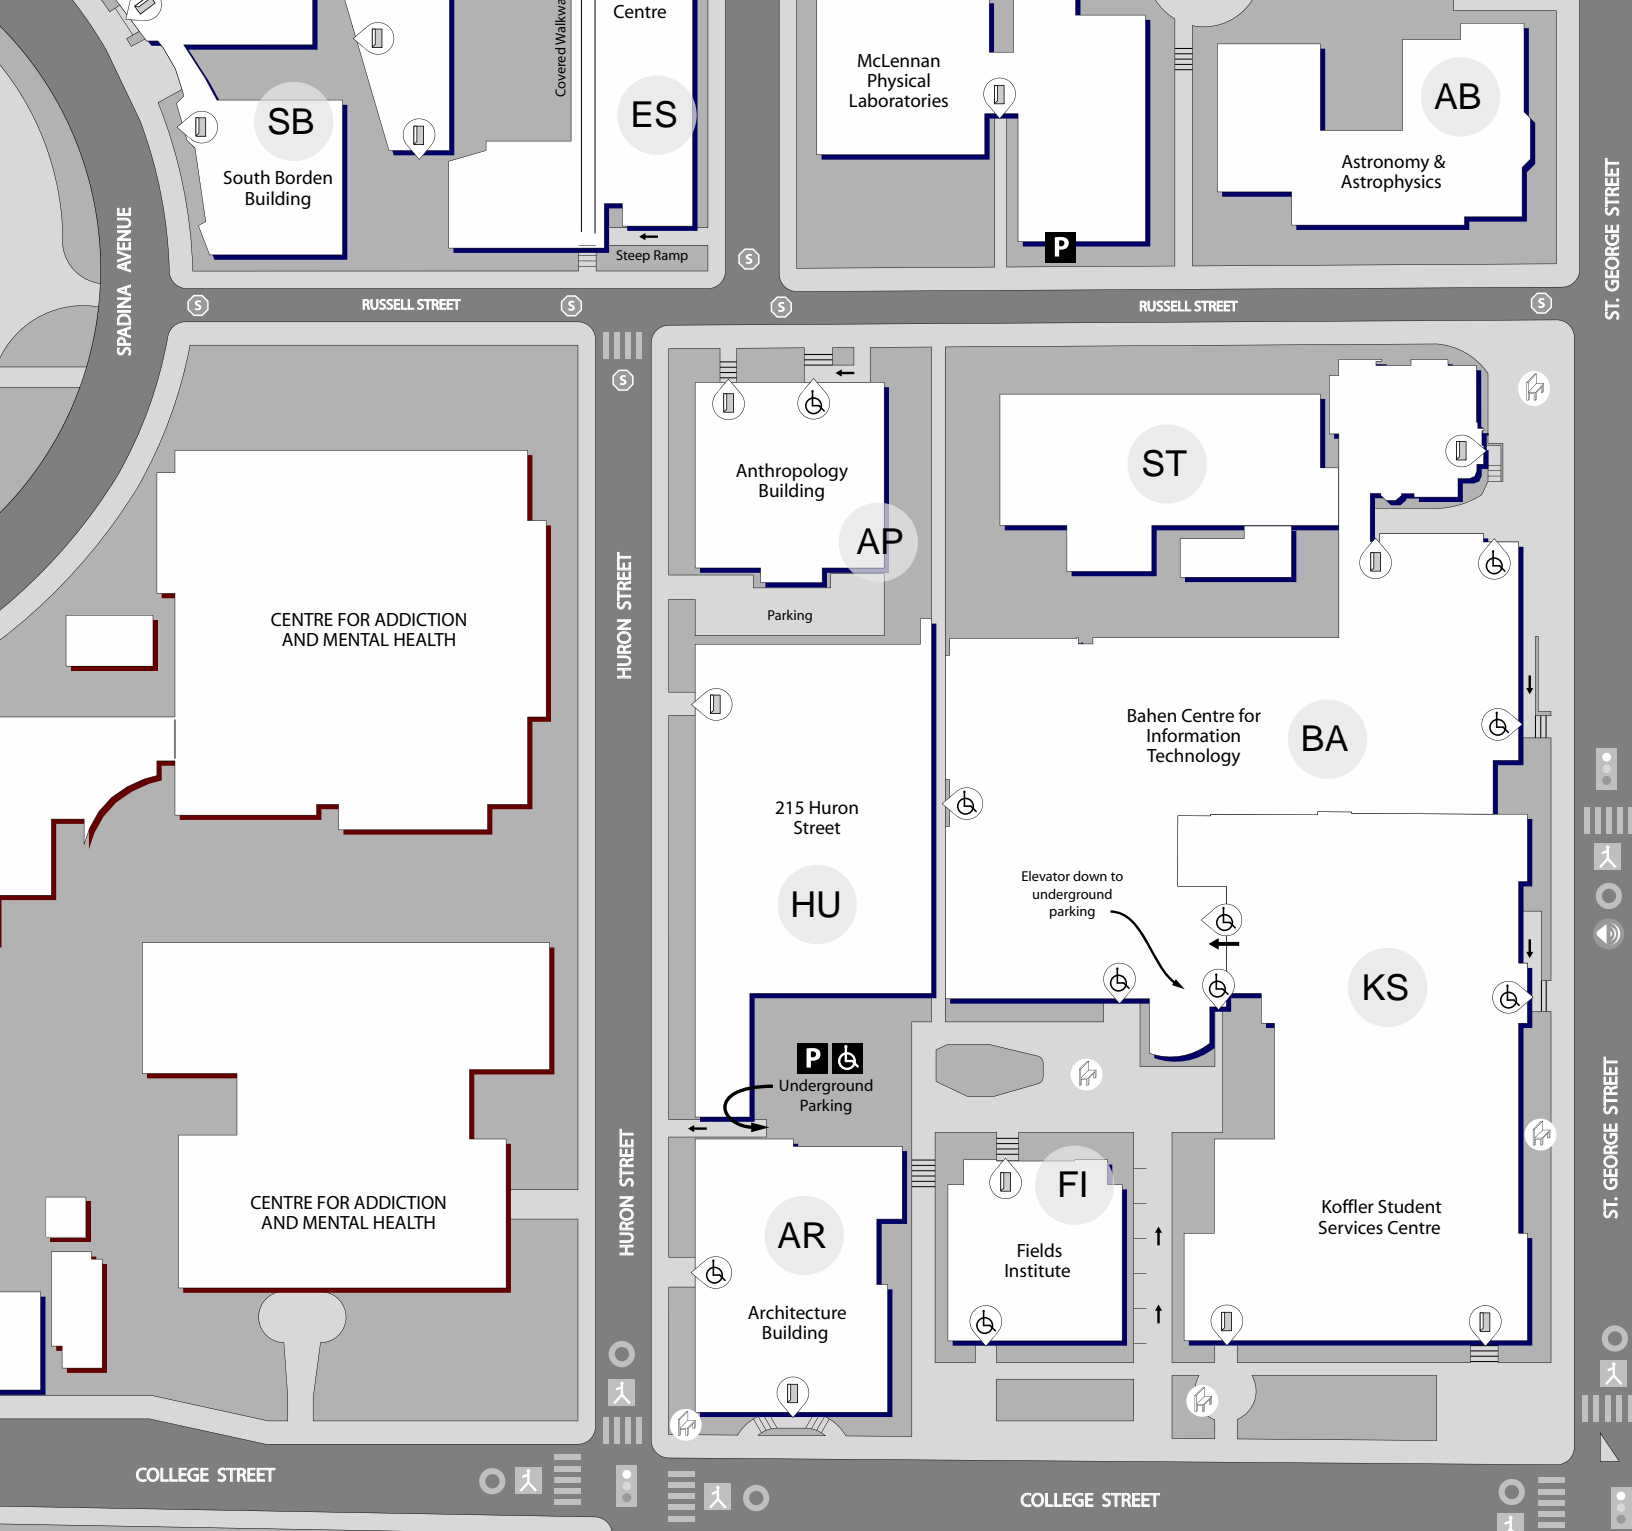 Centre
Covered Walkwa
McLennan
Physical
Laboratories
AB
SB
ES
Astronomy &
Astrophysics
South Borden
Building
SPADINA AVENUE
ST. GEORGE STREET
Steep Ramp
P
S
S
S
S
S
RUSSELL STREET
RUSSELL STREET
S
Anthropology
Building
ST
AP
CENTRE FOR ADDICTION
AND MENTAL HEALTH
HURON STREET
Parking
Bahen Centre for
Information
Technology
BA
215 Huron
Street
HU
Elevator down to
underground
parking
KS
P
Underground
Parking
CENTRE FOR ADDICTION
AND MENTAL HEALTH
HURON STREET
ST. GEORGE STREET
FI
AR
Koffler Student
Services Centre
Fields
Institute
Architecture
Building
COLLEGE STREET
COLLEGE STREET